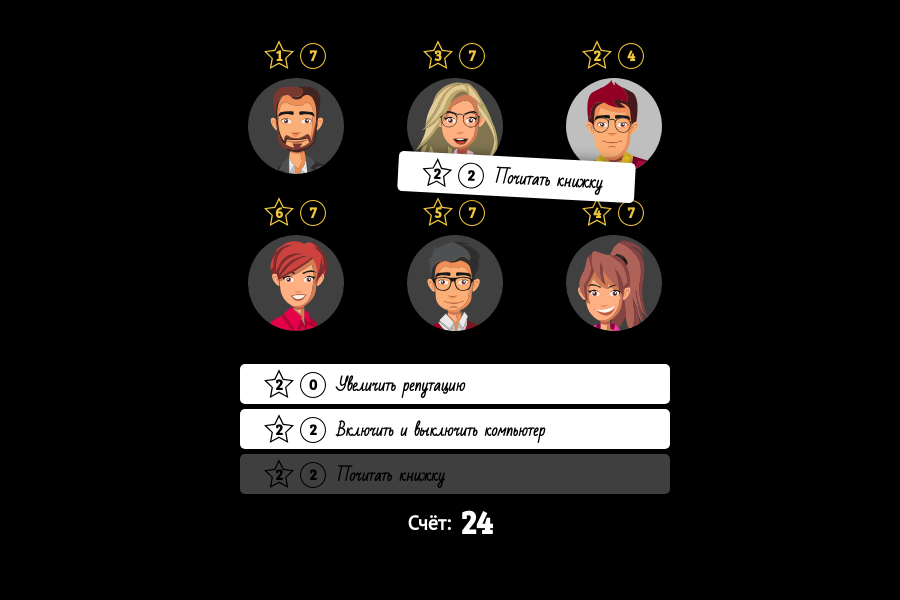 1 7 3 7 2 4
2 2 Почитать книжку
6 7 5 7 4 7
2 0 Увеличить репутацию
2 2 Включить и выключить компьютер
2 2 Почитать книжку
Счёт: 24